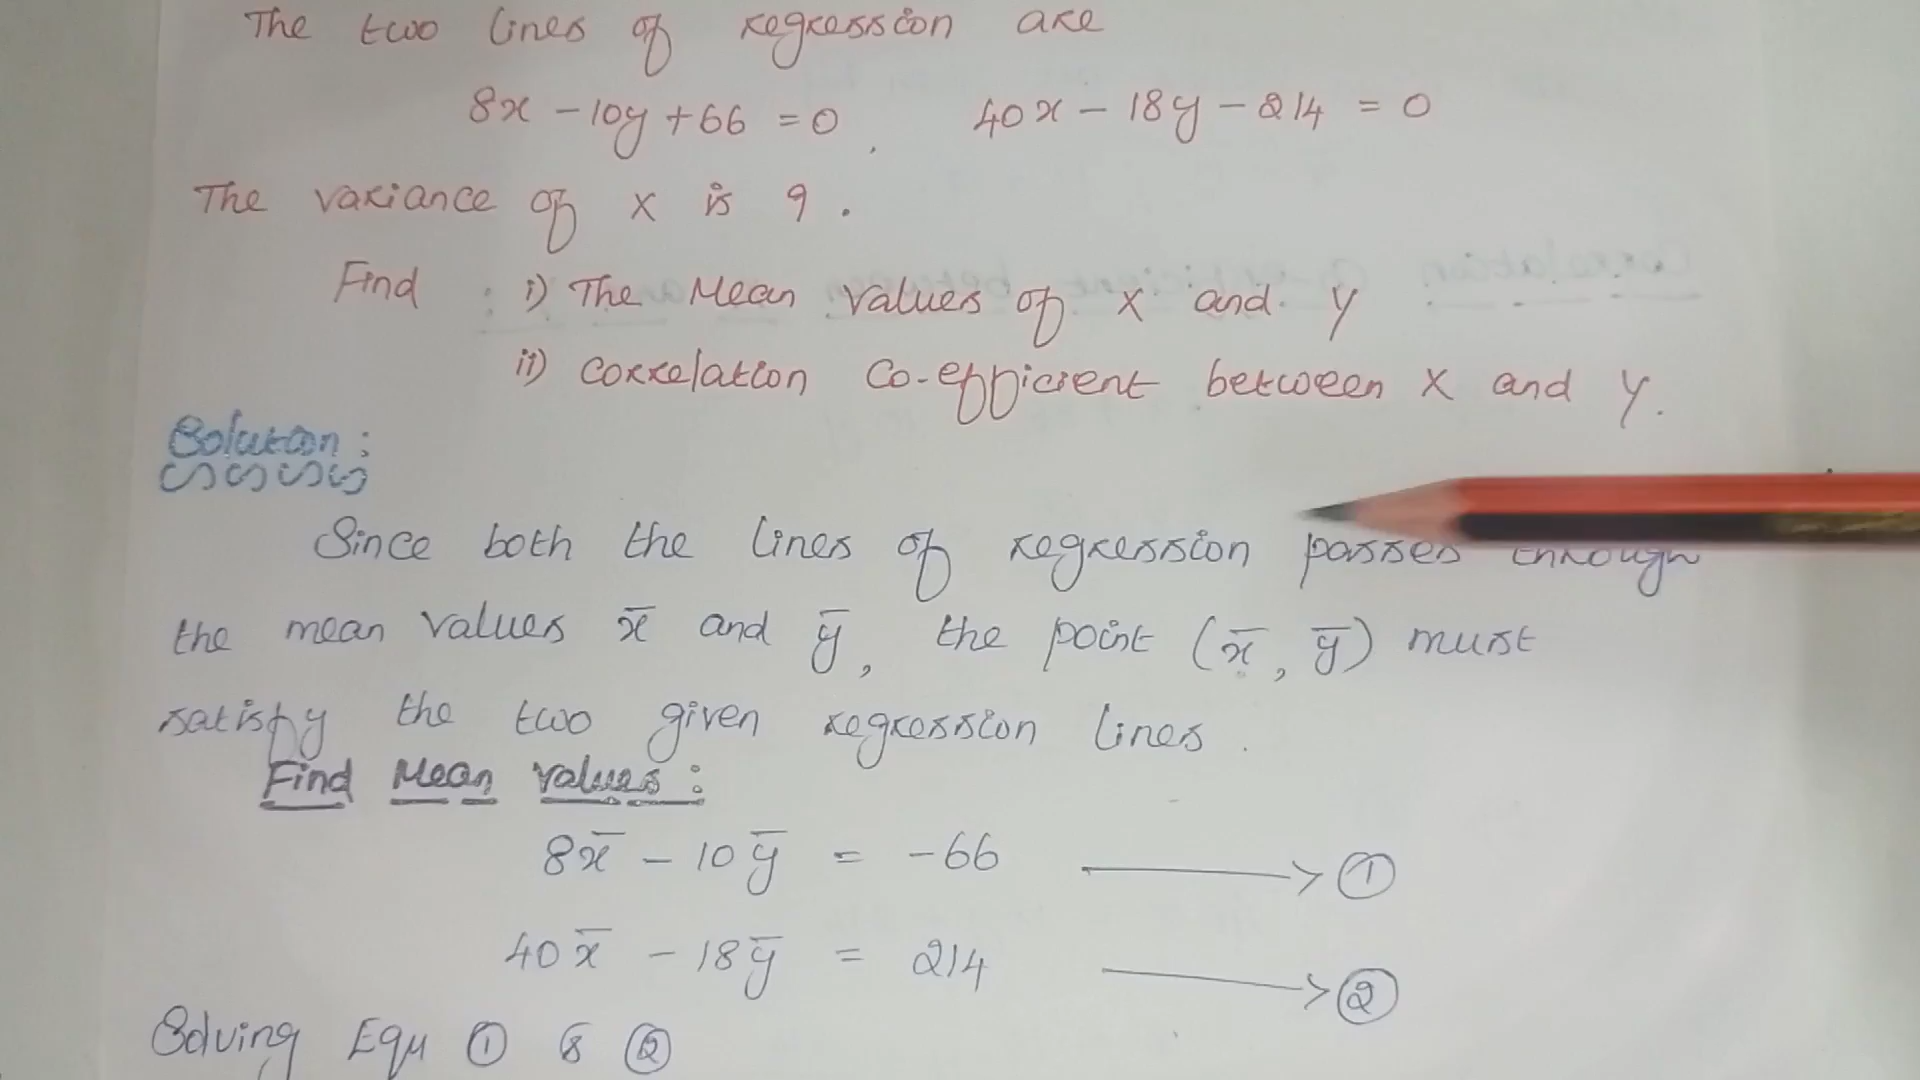 The two lines of regression are
8x - 10y + 66 = 0, 40x - 18y - 214 = 0
The variance of x is 9.
Find : i) The Mean values of x and y
ii) Correlation Co-efficient between x and y.
Solution :
Since both the lines of regression passes through
the mean values x̄ and ȳ, the point (x̄, ȳ) must
satisfy the two given regression lines.
Find Mean values :
8x̄ - 10ȳ = -66 → ①
40x̄ - 18ȳ = 214 → ②
Solving Equ ① & ②